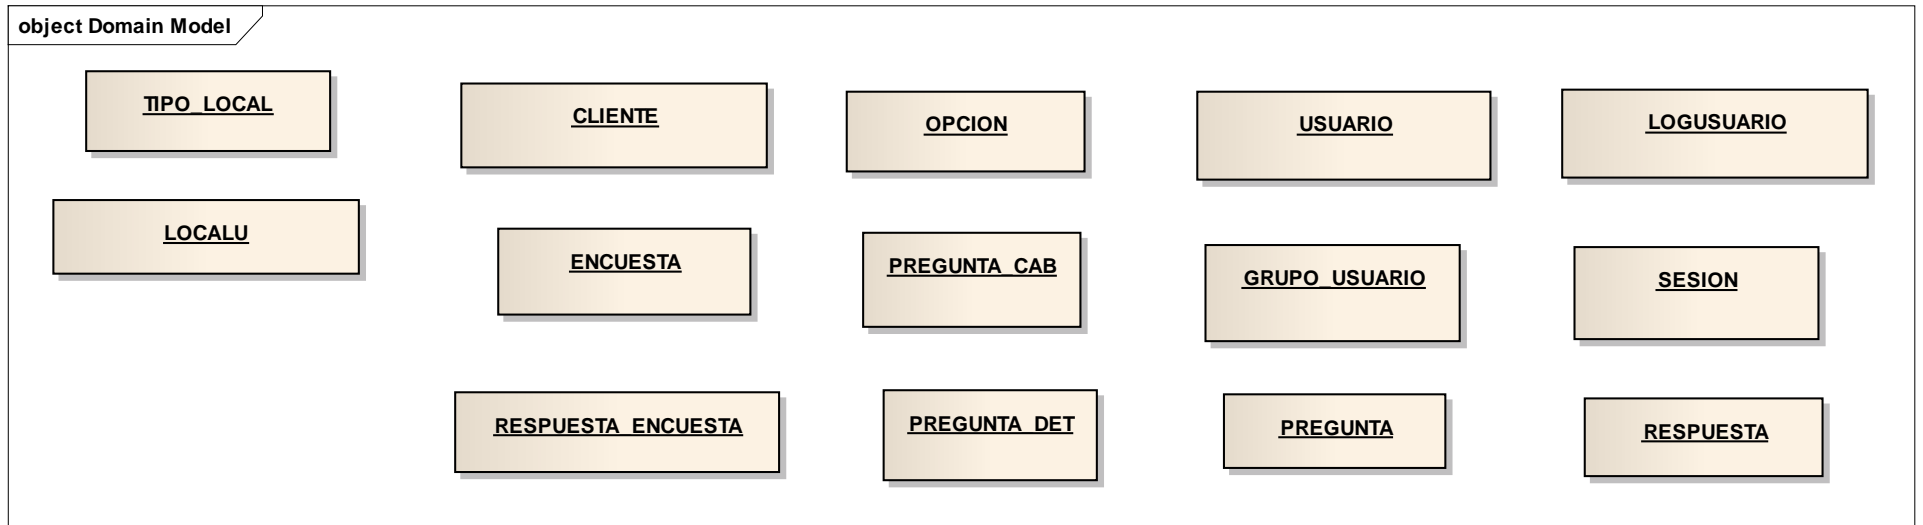 object Domain Model
TIPO_LOCAL
CLIENTE
OPCION
USUARIO
LOGUSUARIO
LOCALU
ENCUESTA
PREGUNTA_CAB
GRUPO_USUARIO
SESION
RESPUESTA_ENCUESTA
PREGUNTA_DET
PREGUNTA
RESPUESTA